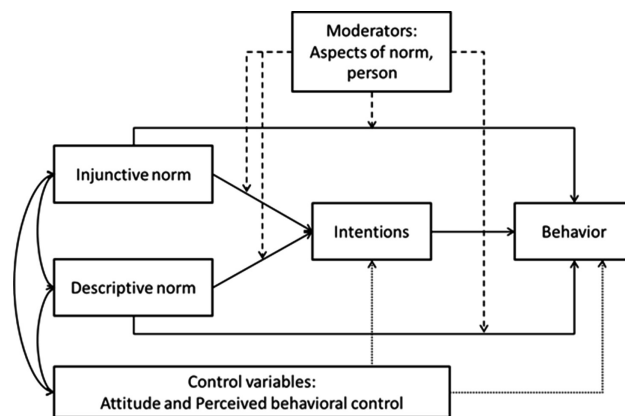 Moderators:
Aspects of norm,
person
Injunctive norm
Intentions
Behavior
Descriptive norm
Control variables:
Attitude and Perceived behavioral control